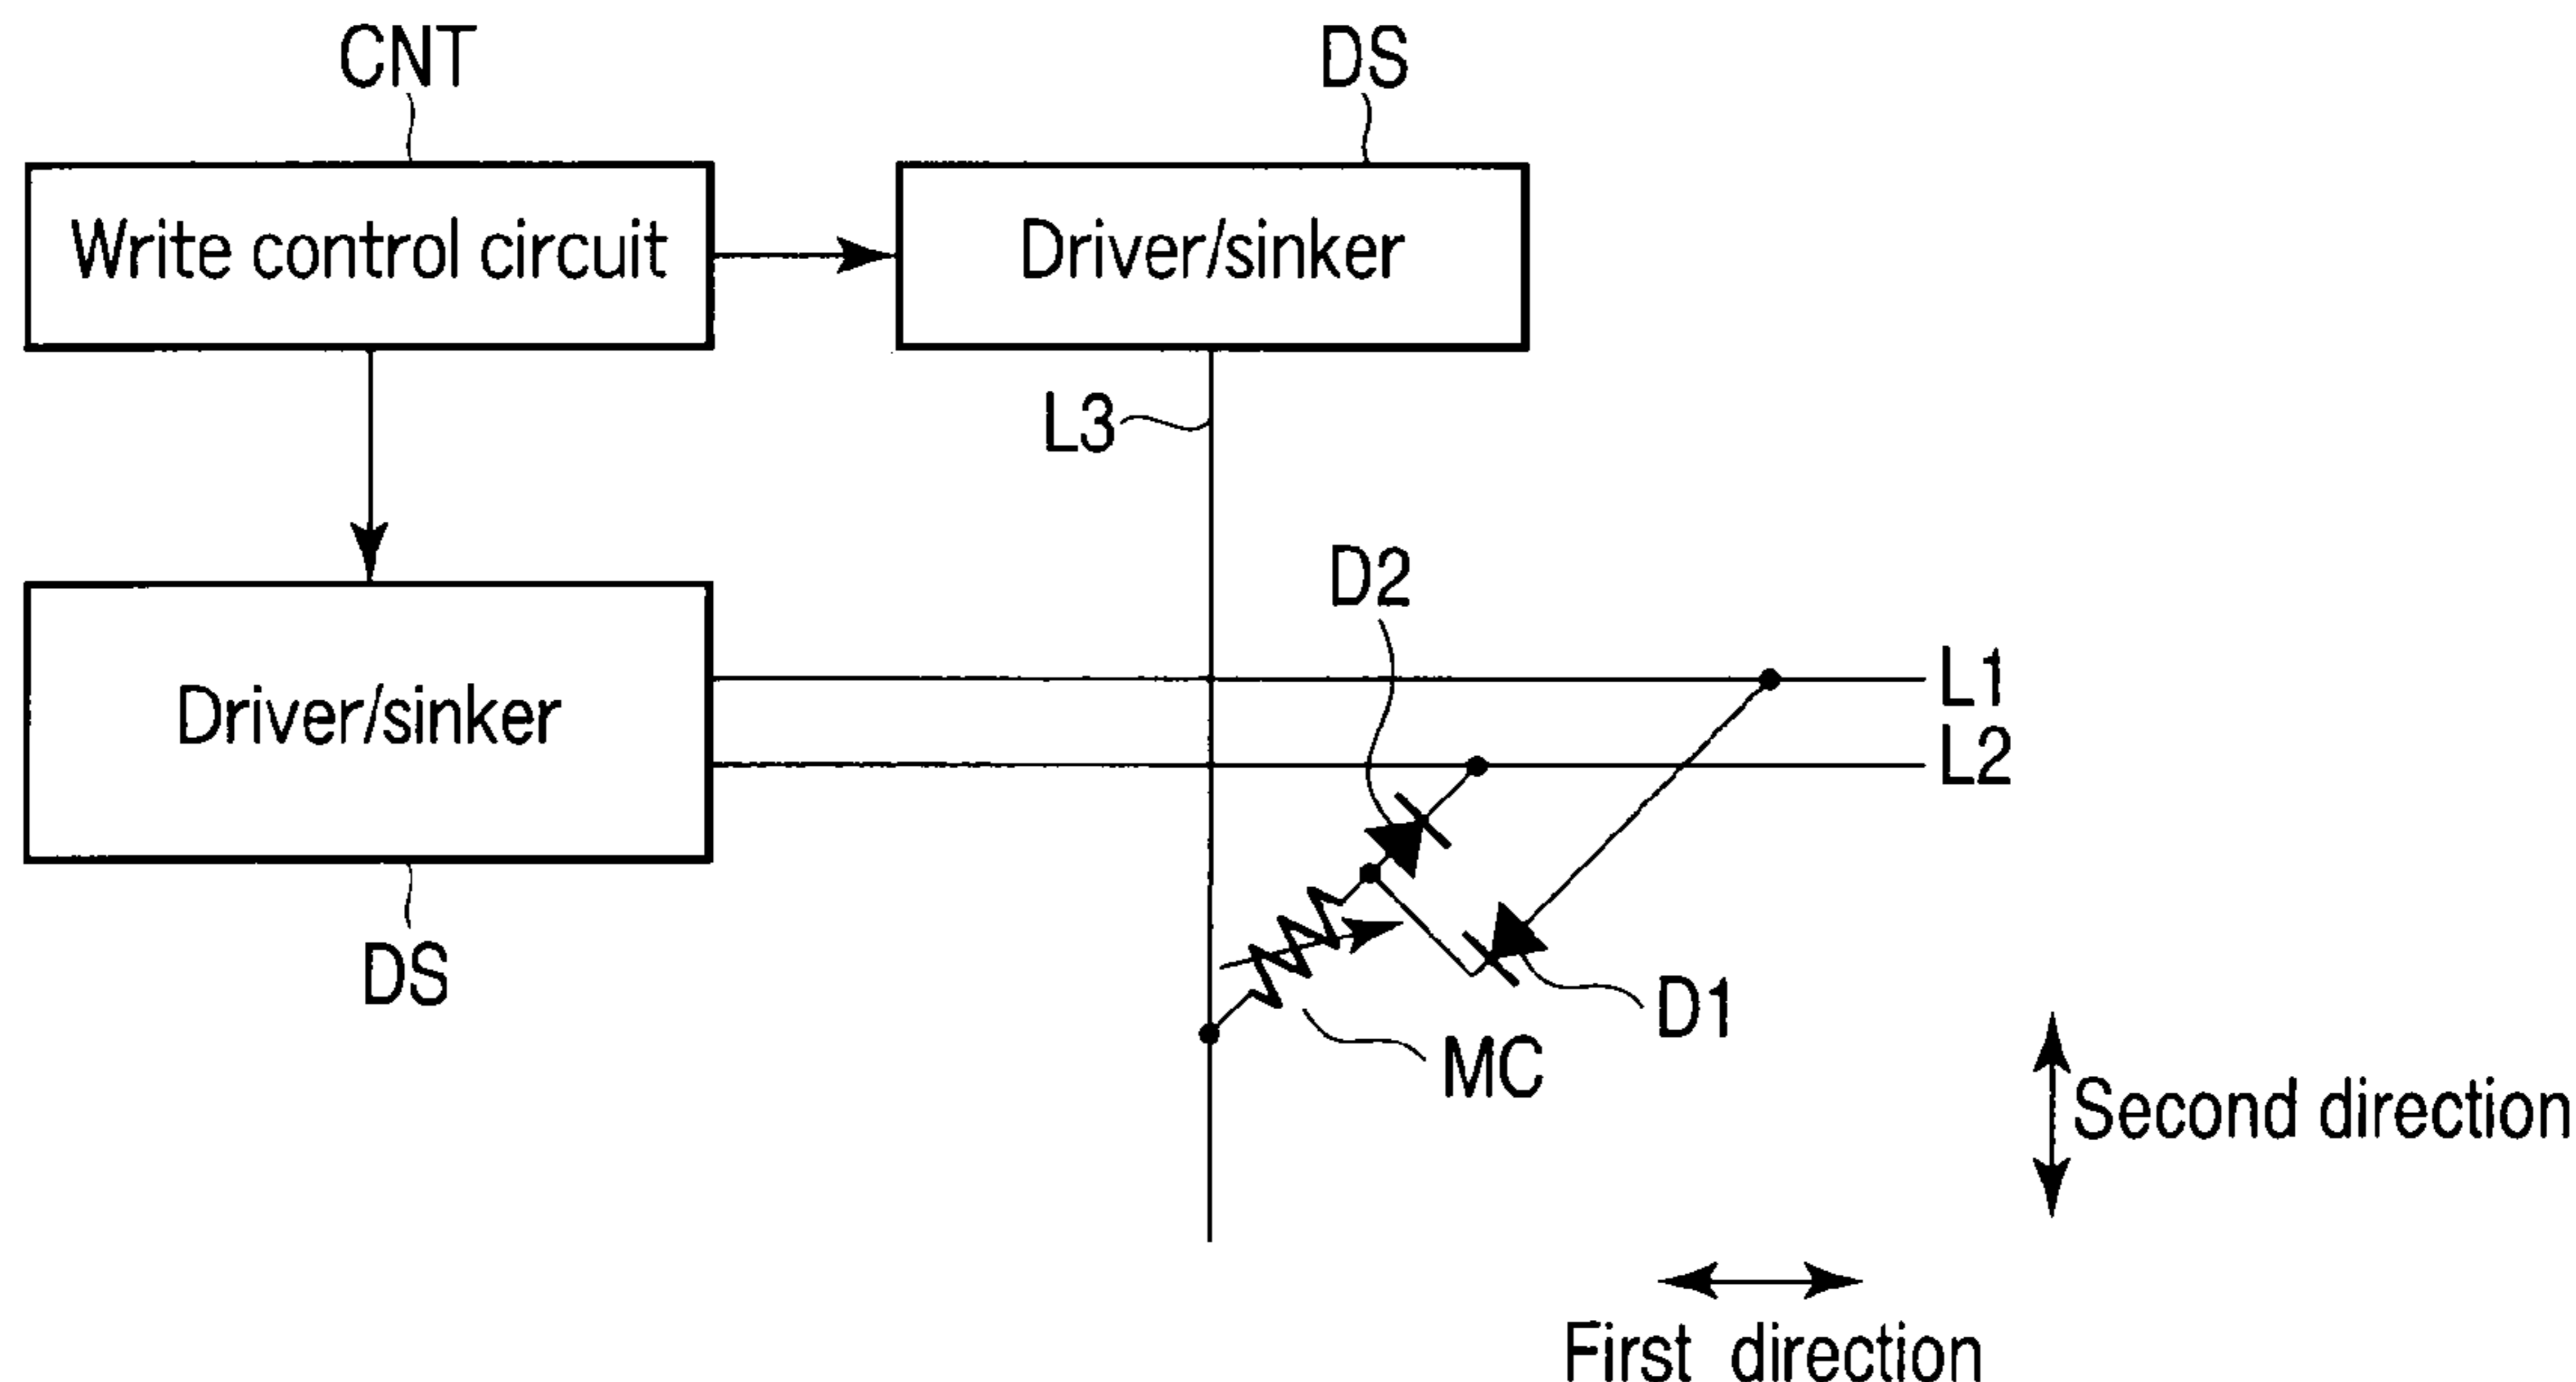 CNT
DS
Write control circuit
Driver/sinker
L3
D2
L1
Driver/sinker
L2
DS
D1
MC
Second direction
First direction